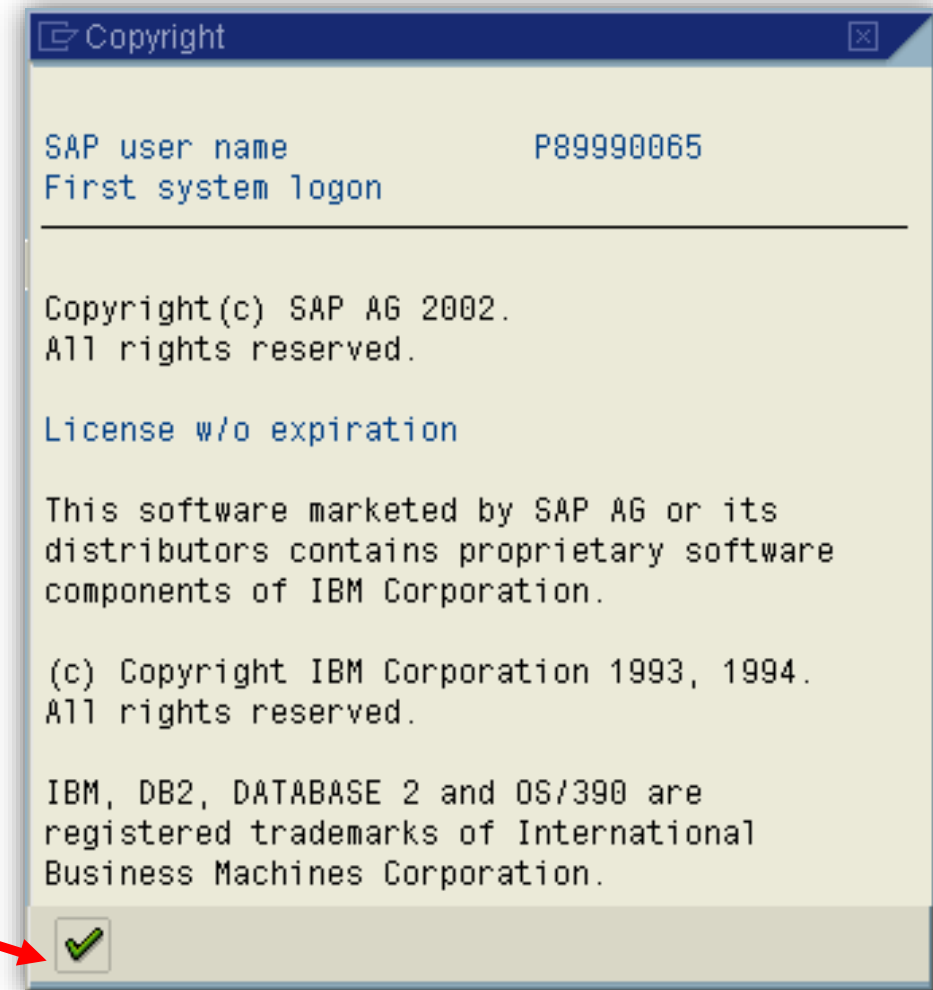 Copyright
SAP user name P89990065
First system logon
Copyright(c) SAP AG 2002.
All rights reserved.
License w/o expiration
This software marketed by SAP AG or its
distributors contains proprietary software
components of IBM Corporation.
(c) Copyright IBM Corporation 1993, 1994.
All rights reserved.
IBM, DB2, DATABASE 2 and OS/390 are
registered trademarks of International
Business Machines Corporation.